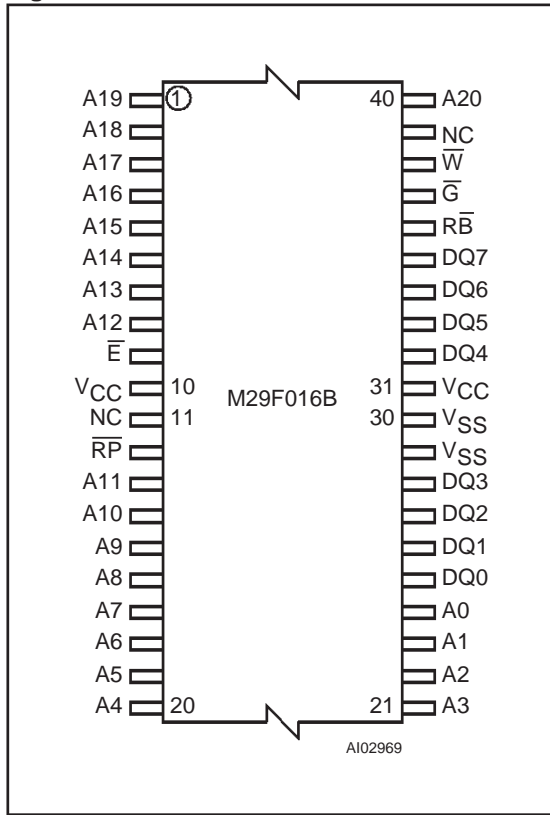 A19 1 40 A20
A18 NC
A17 W̅
A16 G̅
A15 RB̅
A14 DQ7
A13 DQ6
A12 DQ5
E̅ DQ4
VCC 10 M29F016B 31 VCC
NC 11 30 VSS
R̅P̅ VSS
A11 DQ3
A10 DQ2
A9 DQ1
A8 DQ0
A7 A0
A6 A1
A5 A2
A4 20 21 A3
AI02969